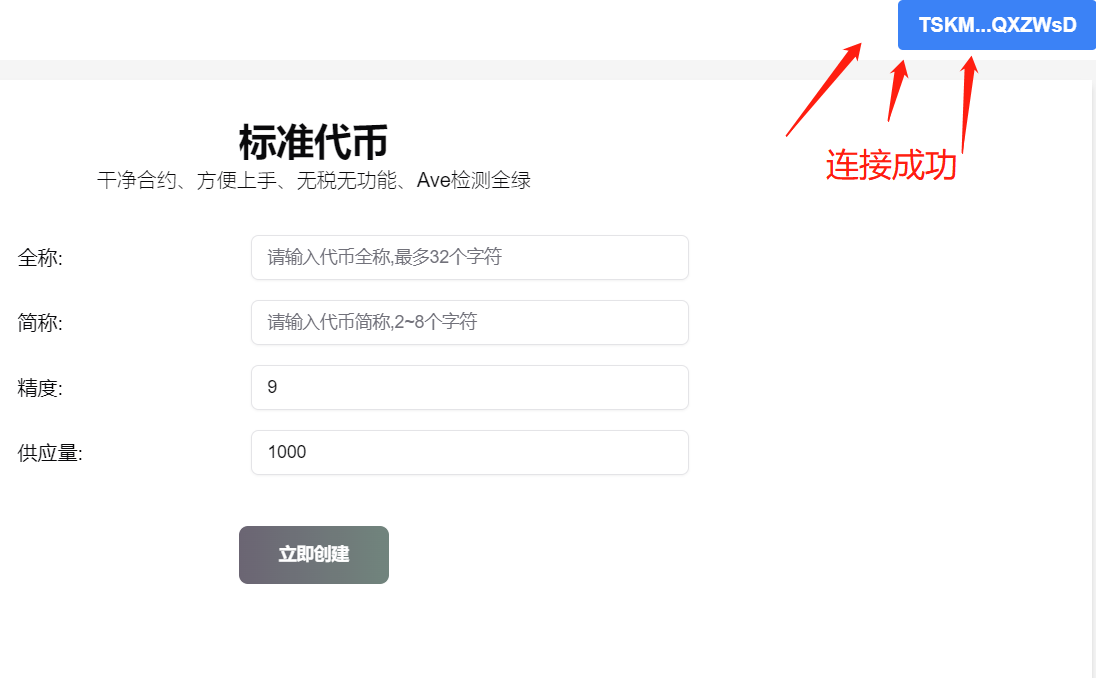 TSKM...QXZWsD
连接成功
标准代币
干净合约、方便上手、无税无功能、Ave检测全绿
全称:
请输入代币全称,最多32个字符
简称:
请输入代币简称,2~8个字符
精度:
9
供应量:
1000
立即创建